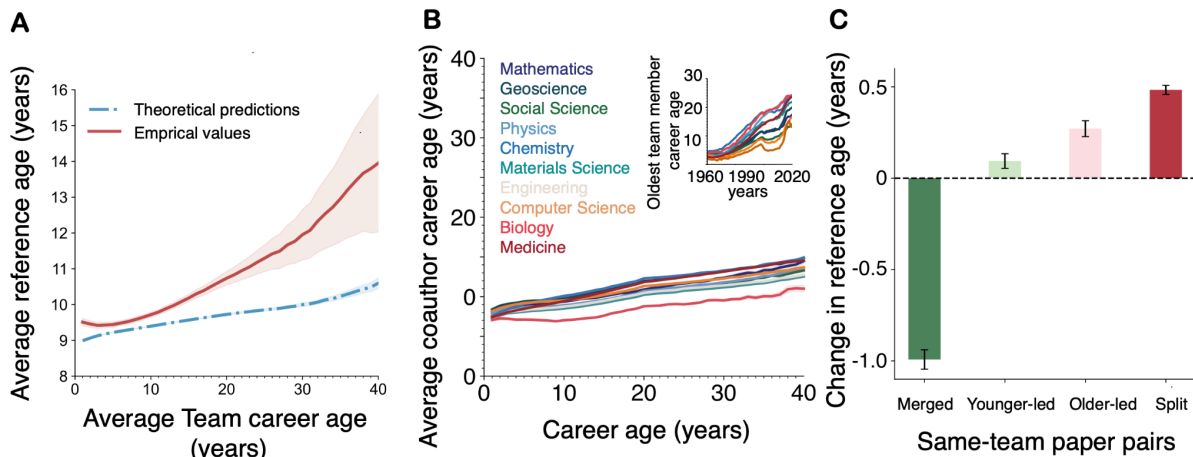 A
Average reference age (years)
16
15
14
13
12
11
10
9
8
Theoretical predictions
Emprical values
0
10
20
30
40
Average Team career age
(years)
B
Average coauthor career age (years)
40
30
20
0
0
Mathematics
Geoscience
Social Science
Physics
Chemistry
Materials Science
Engineering
Computer Science
Biology
Medicine
Oldest team member
career age
30
20
10
1960 1990 2020
years
0
10
20
30
40
Career age (years)
C
Change in reference age (years)
0.5
0
-0.5
-1.0
Merged Younger-led Older-led Split
Same-team paper pairs